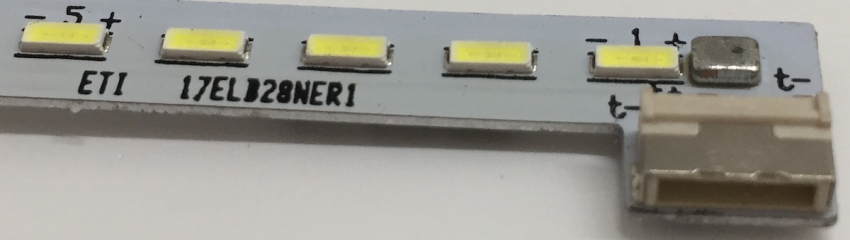 - 5 + - 1 +
t-
ETI 17ELB28NER1
t-